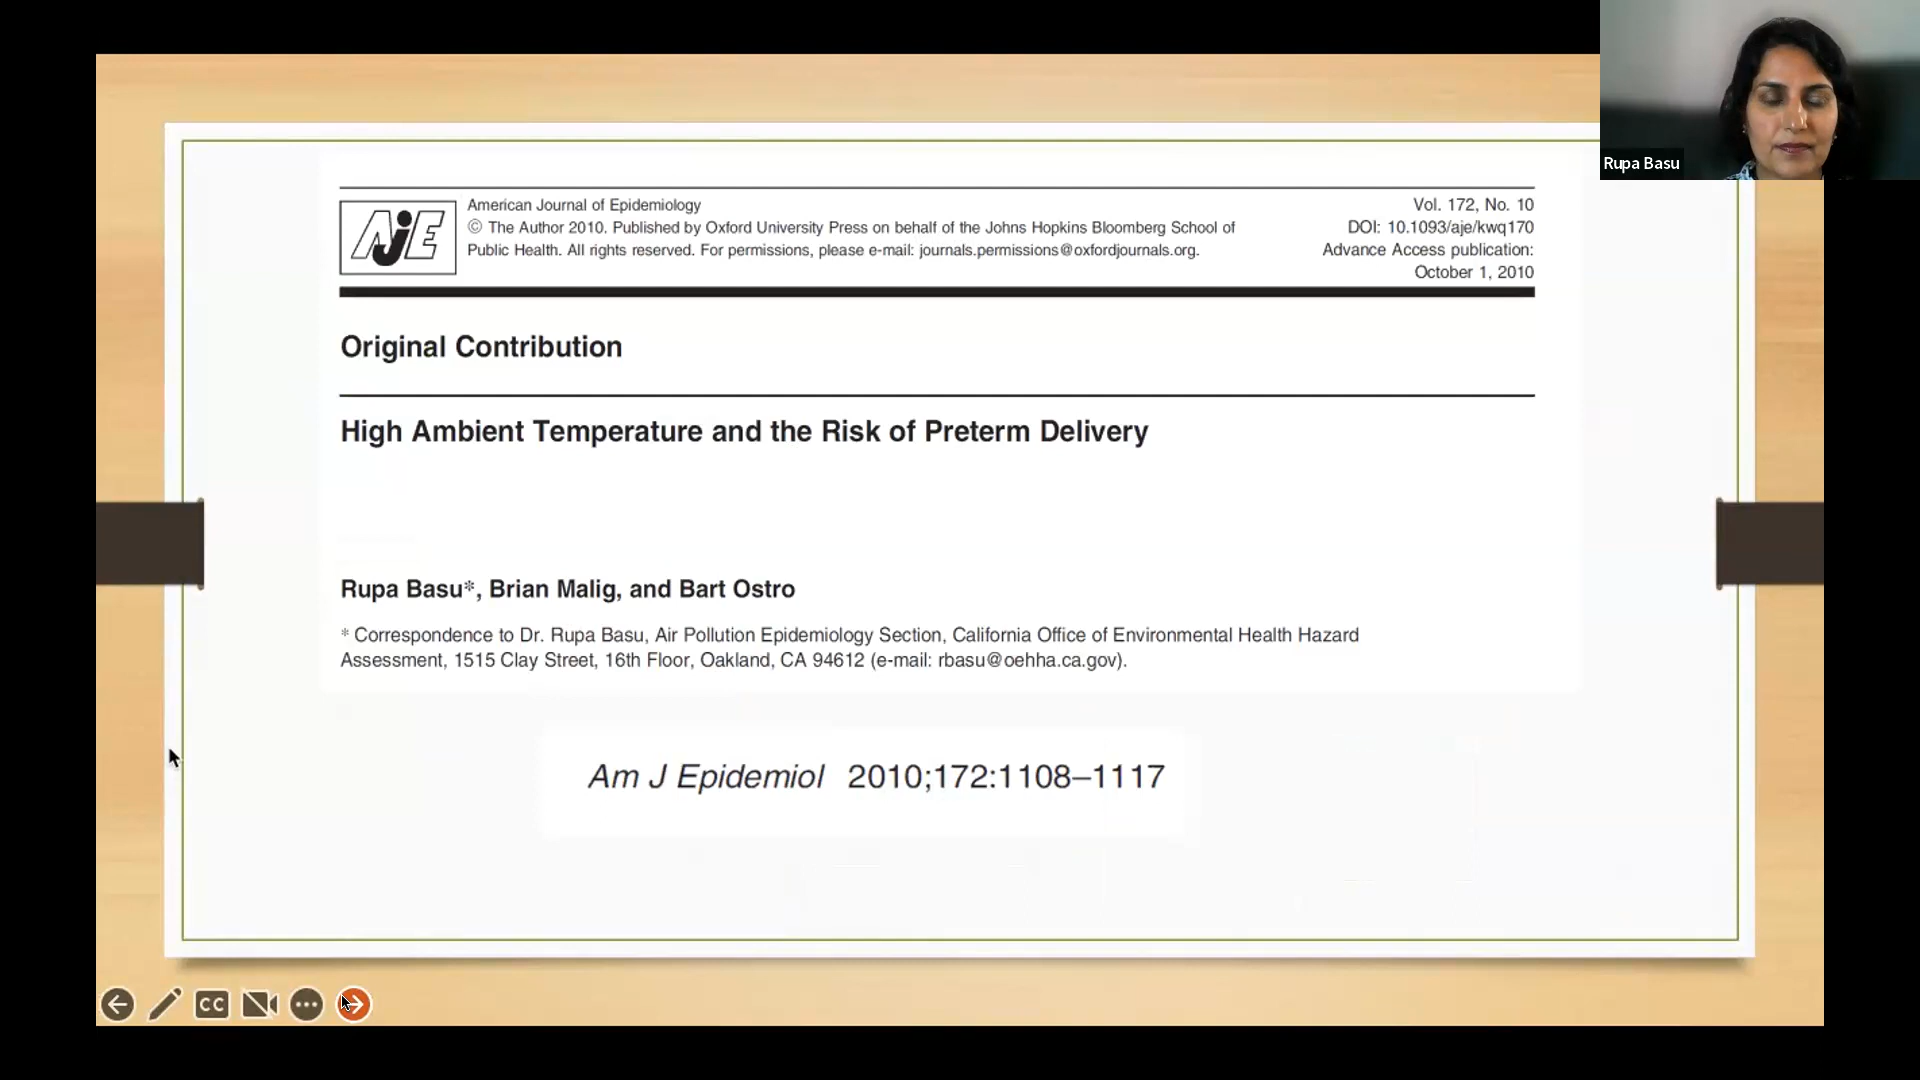 Rupa Basu
AJE
American Journal of Epidemiology
© The Author 2010. Published by Oxford University Press on behalf of the Johns Hopkins Bloomberg School of
Public Health. All rights reserved. For permissions, please e-mail: journals.permissions@oxfordjournals.org.
Vol. 172, No. 10
DOI: 10.1093/aje/kwq170
Advance Access publication:
October 1, 2010
Original Contribution
High Ambient Temperature and the Risk of Preterm Delivery
Rupa Basu*, Brian Malig, and Bart Ostro
* Correspondence to Dr. Rupa Basu, Air Pollution Epidemiology Section, California Office of Environmental Health Hazard
Assessment, 1515 Clay Street, 16th Floor, Oakland, CA 94612 (e-mail: rbasu@oehha.ca.gov).
Am J Epidemiol 2010;172:1108–1117
CC